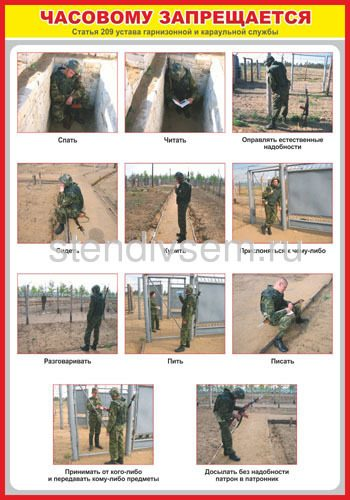 ЧАСОВОМУ ЗАПРЕЩАЕТСЯ
Статья 209 устава гарнизонной и караульной службы
Спать
Читать
Оправлять естественные
надобности
Сидеть
Курить
Прислоняться к чему-либо
stendivsem.ru
Разговаривать
Пить
Писать
Принимать от кого-либо
и передавать кому-либо предметы
Досылать без надобности
патрон в патронник